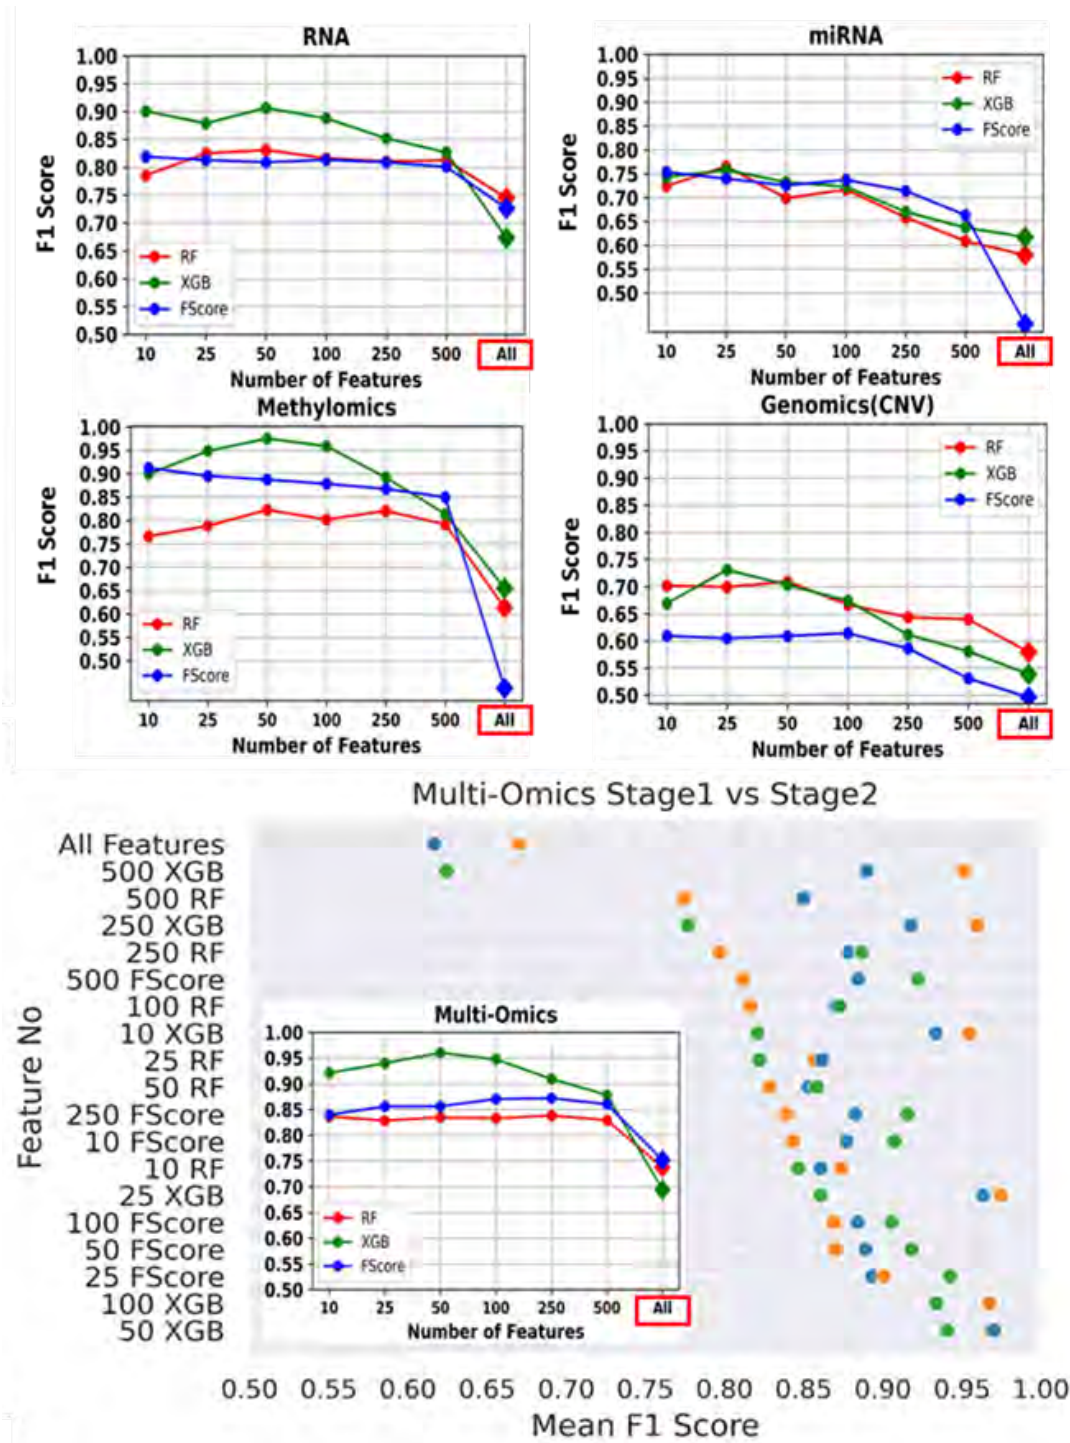 RNA
1.00
0.95
0.90
0.85
0.80
0.75
0.70
0.65
0.60
0.55
0.50
F1 Score
RF
XGB
FScore
10 25 50 100 250 500 All
Number of Features
miRNA
1.00
0.95
0.90
0.85
0.80
0.75
0.70
0.65
0.60
0.55
0.50
F1 Score
RF
XGB
FScore
10 25 50 100 250 500 All
Number of Features
Methylomics
1.00
0.95
0.90
0.85
0.80
0.75
0.70
0.65
0.60
0.55
0.50
F1 Score
RF
XGB
FScore
10 25 50 100 250 500 All
Number of Features
Genomics(CNV)
1.00
0.95
0.90
0.85
0.80
0.75
0.70
0.65
0.60
0.55
0.50
F1 Score
RF
XGB
FScore
10 25 50 100 250 500 All
Number of Features
Multi-Omics Stage1 vs Stage2
Feature No
All Features
500 XGB
500 RF
250 XGB
250 RF
500 FScore
100 RF
10 XGB
25 RF
50 RF
250 FScore
10 FScore
10 RF
25 XGB
100 FScore
50 FScore
25 FScore
100 XGB
50 XGB
Multi-Omics
1.00
0.95
0.90
0.85
0.80
0.75
0.70
0.65
0.60
0.55
0.50
RF
XGB
FScore
10 25 50 100 250 500 All
Number of Features
0.50 0.55 0.60 0.65 0.70 0.75 0.80 0.85 0.90 0.95 1.00
Mean F1 Score